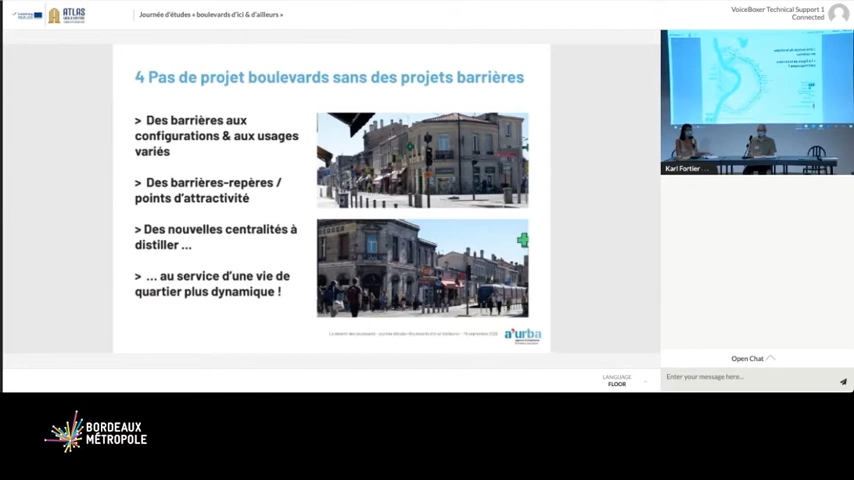 ATLAS
Journée d'études « boulevards d'ici & d'ailleurs »
VoiceBoxer Technical Support 1
Connected
4 Pas de projet boulevards sans des projets barrières
> Des barrières aux
configurations & aux usages
variés
> Des barrières-repères /
points d'attractivité
> Des nouvelles centralités à
distiller ...
> ... au service d'une vie de
quartier plus dynamique !
a'urba
Karl Fortier ...
Open Chat
LANGUAGE
FLOOR
Enter your message here...
BORDEAUX
MÉTROPOLE